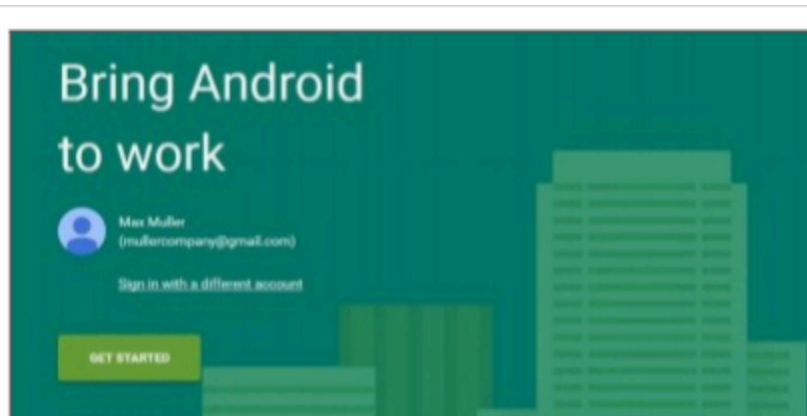 Bring Android
to work
Max Muller
(mullercompany@gmail.com)
Sign in with a different account
GET STARTED